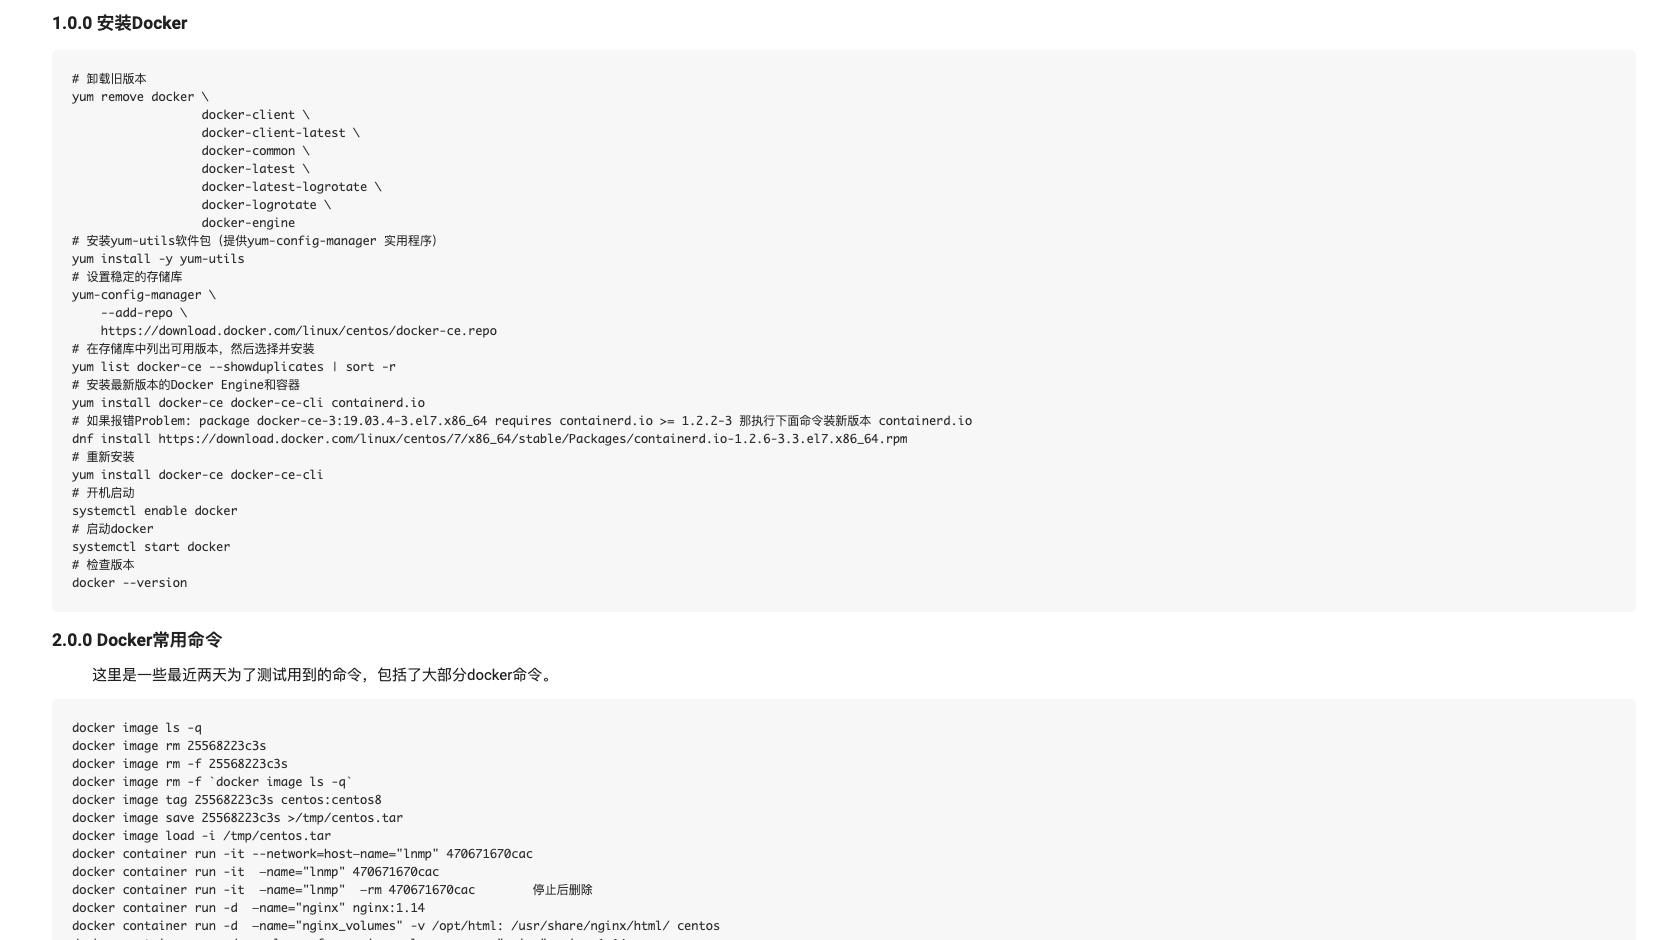 1.0.0 安装Docker
# 卸载旧版本
yum remove docker \
docker-client \
docker-client-latest \
docker-common \
docker-latest \
docker-latest-logrotate \
docker-logrotate \
docker-engine
# 安装yum-utils软件包（提供yum-config-manager 实用程序）
yum install -y yum-utils
# 设置稳定的存储库
yum-config-manager \
--add-repo \
https://download.docker.com/linux/centos/docker-ce.repo
# 在存储库中列出可用版本，然后选择并安装
yum list docker-ce --showduplicates | sort -r
# 安装最新版本的Docker Engine和容器
yum install docker-ce docker-ce-cli containerd.io
# 如果报错Problem: package docker-ce-3:19.03.4-3.el7.x86_64 requires containerd.io >= 1.2.2-3 那执行下面命令装新版本 containerd.io
dnf install https://download.docker.com/linux/centos/7/x86_64/stable/Packages/containerd.io-1.2.6-3.3.el7.x86_64.rpm
# 重新安装
yum install docker-ce docker-ce-cli
# 开机启动
systemctl enable docker
# 启动docker
systemctl start docker
# 检查版本
docker --version
2.0.0 Docker常用命令
这里是一些最近两天为了测试用到的命令，包括了大部分docker命令。
docker image ls -q
docker image rm 25568223c3s
docker image rm -f 25568223c3s
docker image rm -f `docker image ls -q`
docker image tag 25568223c3s centos:centos8
docker image save 25568223c3s >/tmp/centos.tar
docker image load -i /tmp/centos.tar
docker container run -it --network=host—name="lnmp" 470671670cac
docker container run -it  —name="lnmp" 470671670cac
docker container run -it  —name="lnmp"  —rm 470671670cac        停止后删除
docker container run -d  —name="nginx" nginx:1.14
docker container run -d  —name="nginx_volumes" -v /opt/html: /usr/share/nginx/html/ centos